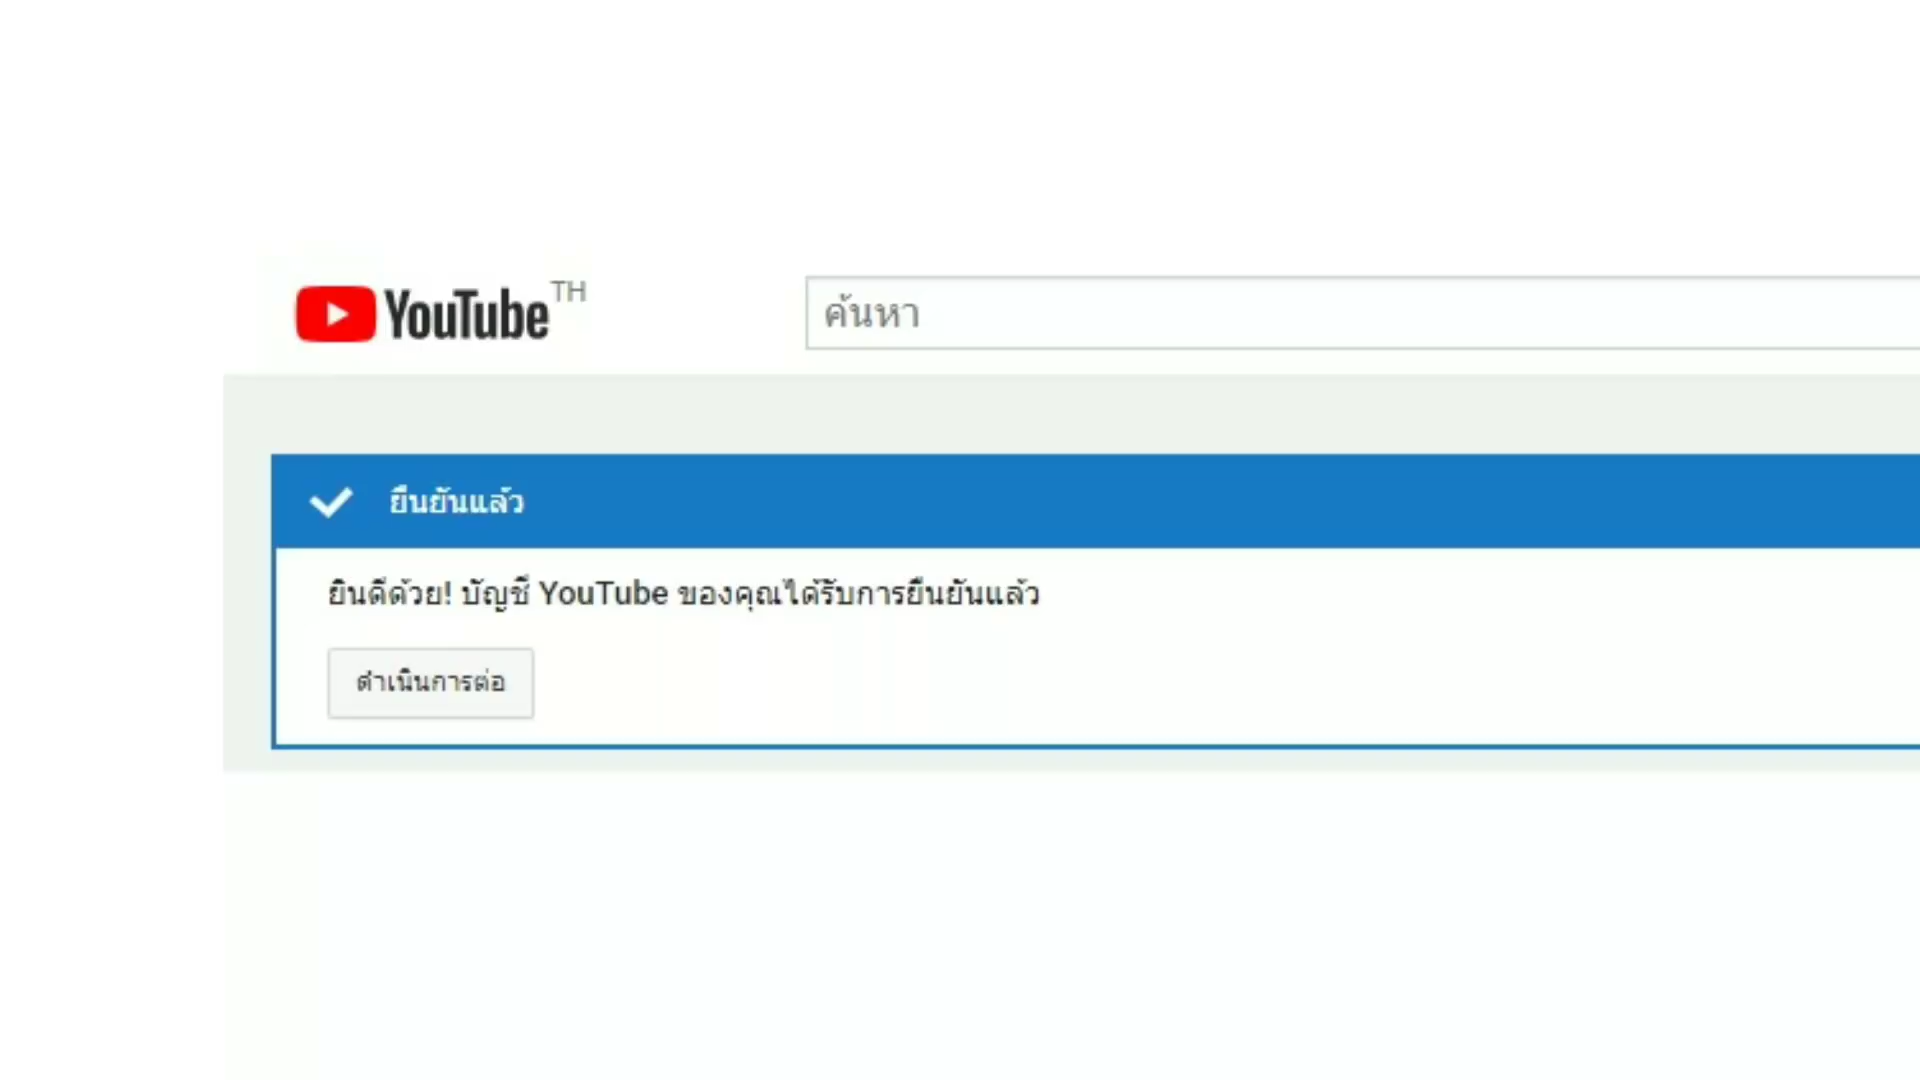 YouTube TH
ค้นหา
ยืนยันแล้ว
ยินดีด้วย! บัญชี YouTube ของคุณได้รับการยืนยันแล้ว
ดำเนินการต่อ